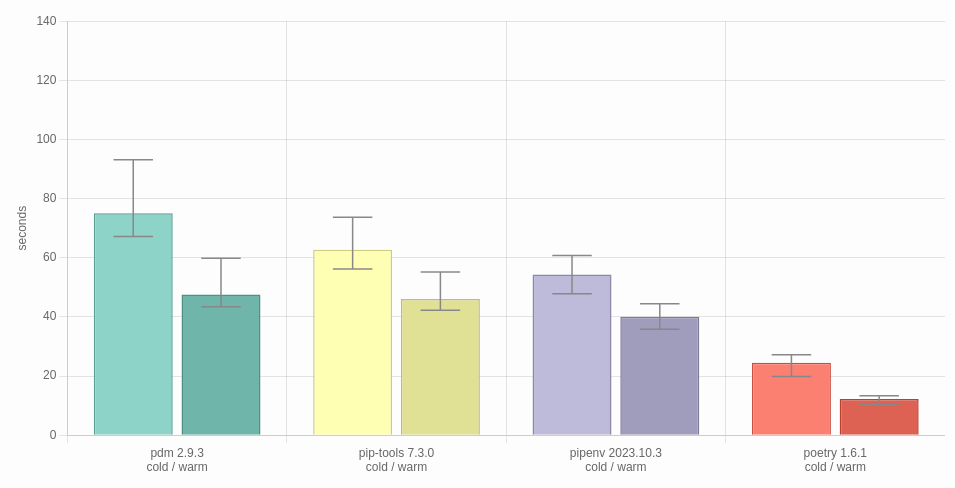 140
120
100
80
60
40
20
0
seconds
pdm 2.9.3
cold / warm
pip-tools 7.3.0
cold / warm
pipenv 2023.10.3
cold / warm
poetry 1.6.1
cold / warm